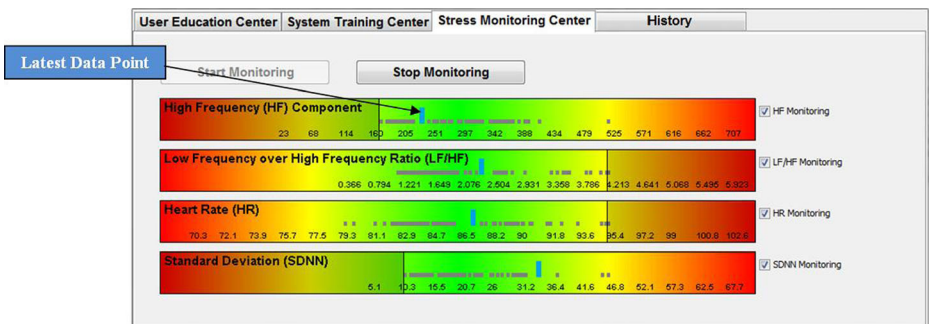 User Education Center System Training Center Stress Monitoring Center History
Latest Data Point
Start Monitoring Stop Monitoring
High Frequency (HF) Component
HF Monitoring
23 68 114 160 205 251 297 342 388 434 479 525 571 616 662 707
Low Frequency over High Frequency Ratio (LF/HF)
LF/HF Monitoring
0.366 0.794 1.221 1.649 2.076 2.504 2.931 3.358 3.786 4.213 4.641 5.068 5.495 5.923
Heart Rate (HR)
HR Monitoring
70.3 72.1 73.9 75.7 77.5 79.3 81.1 82.9 84.7 86.5 88.2 90 91.8 93.6 95.4 97.2 99 100.8 102.6
Standard Deviation (SDNN)
SDNN Monitoring
5.1 10.3 15.5 20.7 26 31.2 36.4 41.6 46.8 52.1 57.3 62.5 67.7